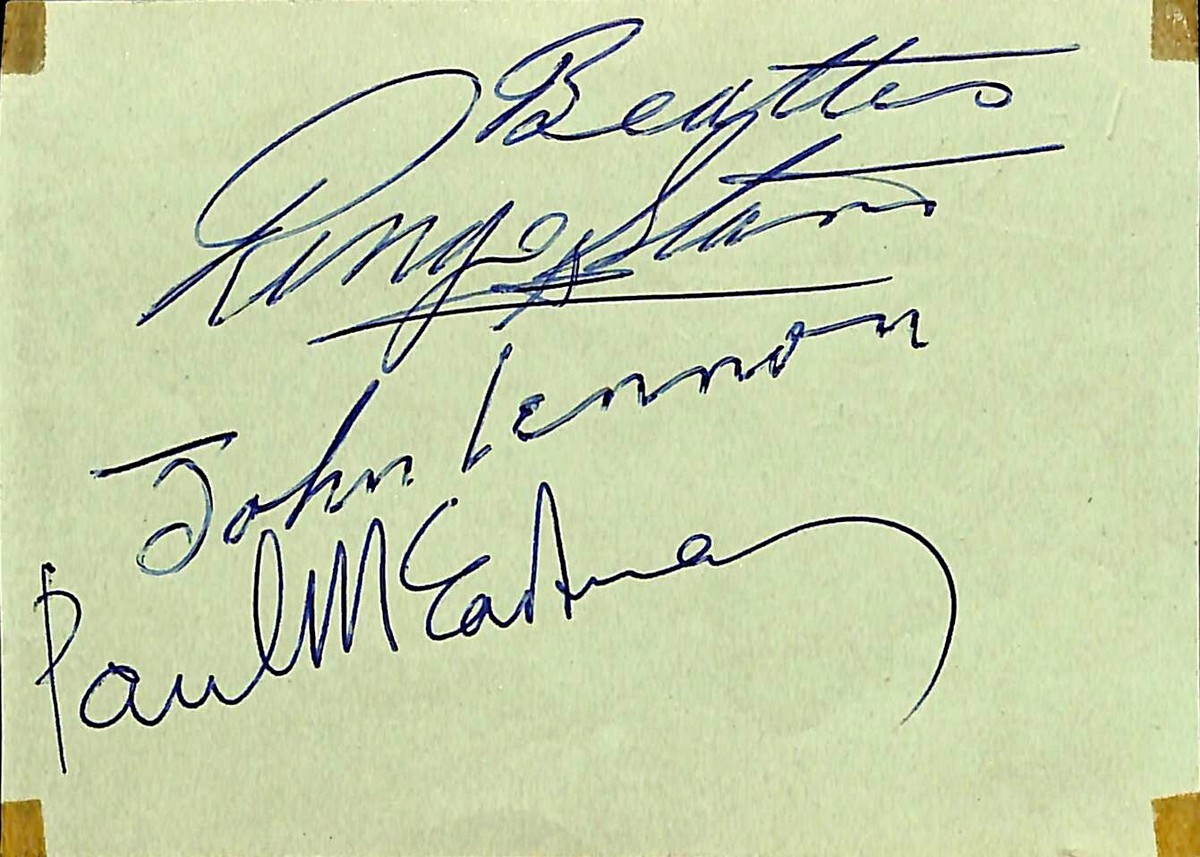 Beatles
Ringo Starr
John Lennon
Paul McCartney